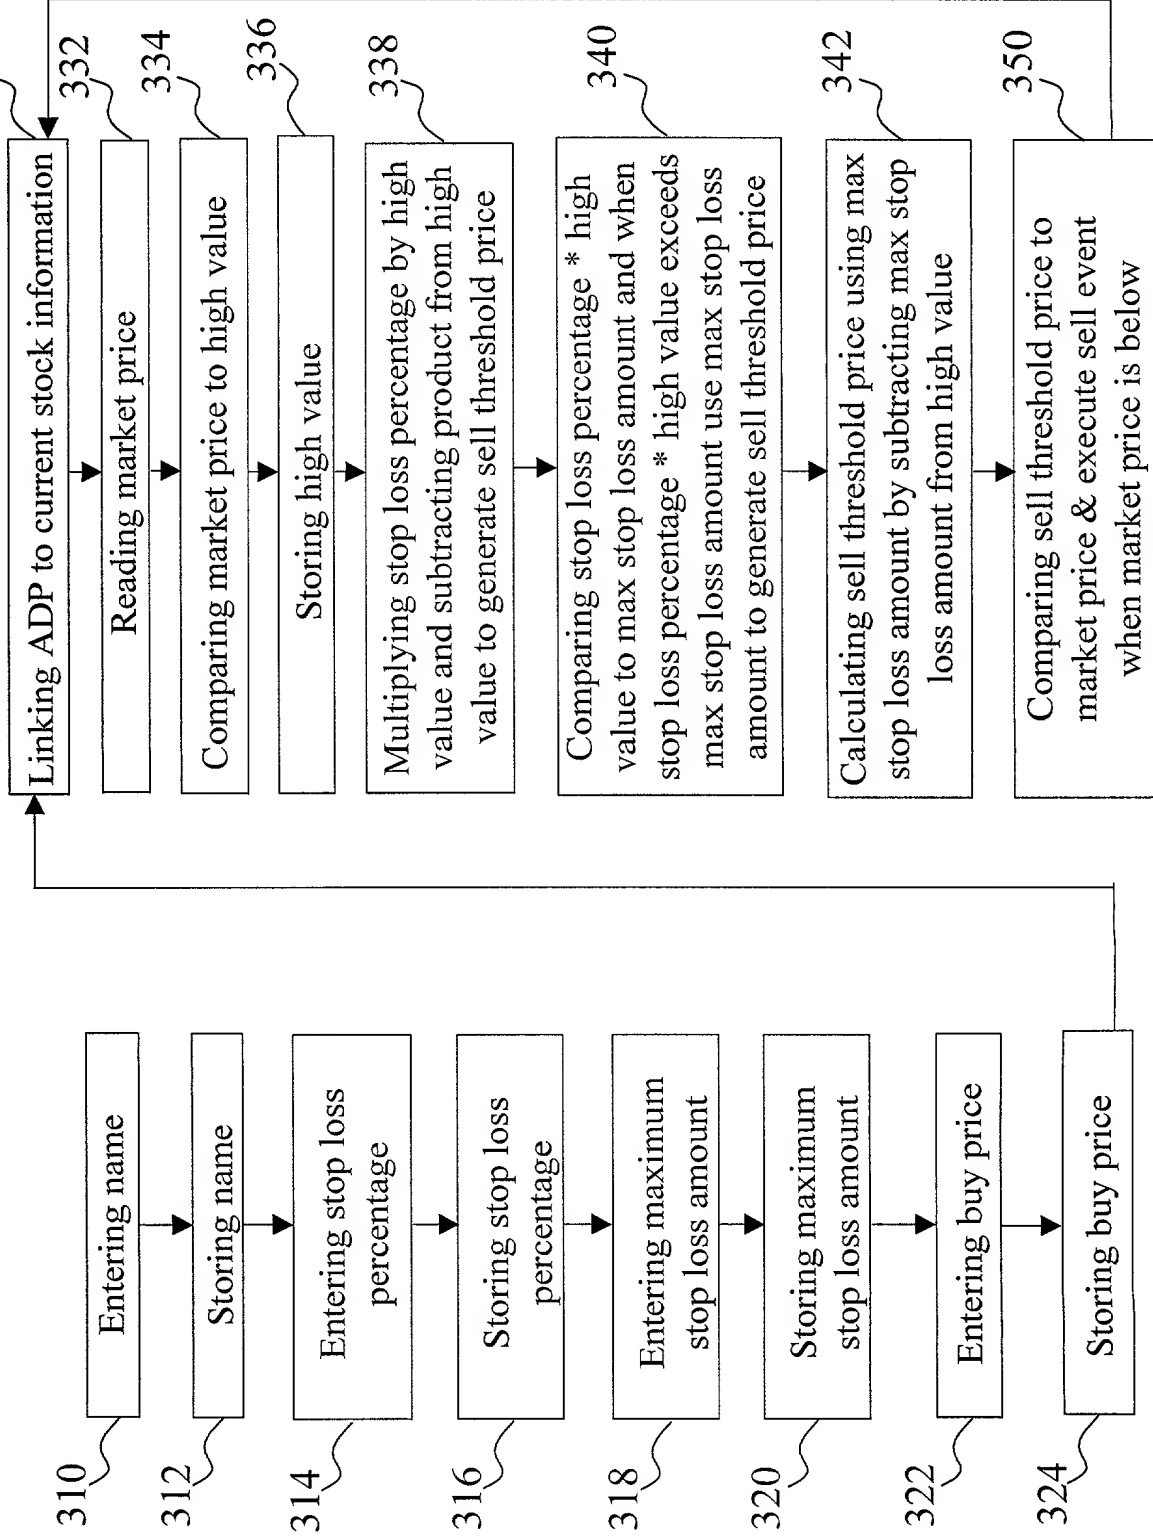 310
Entering name
312
Storing name
314
Entering stop loss
percentage
316
Storing stop loss
percentage
318
Entering maximum
stop loss amount
320
Storing maximum
stop loss amount
322
Entering buy price
324
Storing buy price
Linking ADP to current stock information
332
Reading market price
334
Comparing market price to high value
336
Storing high value
338
Multiplying stop loss percentage by high
value and subtracting product from high
value to generate sell threshold price
340
Comparing stop loss percentage * high
value to max stop loss amount and when
stop loss percentage * high value exceeds
max stop loss amount use max stop loss
amount to generate sell threshold price
342
Calculating sell threshold price using max
stop loss amount by subtracting max stop
loss amount from high value
350
Comparing sell threshold price to
market price & execute sell event
when market price is below